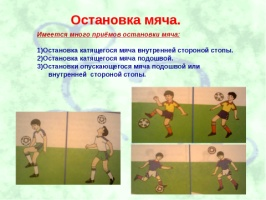 Остановка мяча.
Имеется много приёмов остановки мяча:
1)Остановка катящегося мяча внутренней стороной стопы.
2)Остановка катящегося мяча подошвой.
3)Остановки опускающегося мяча подошвой или
внутренней стороной стопы.